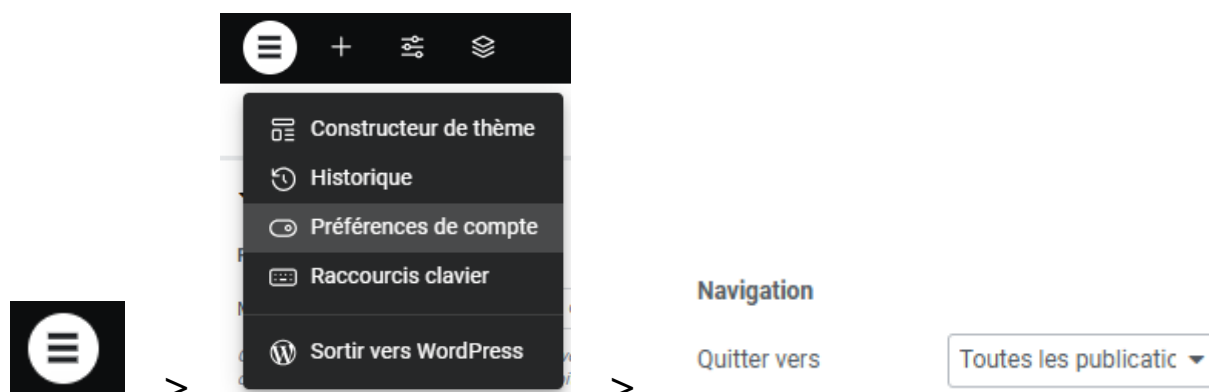 Constructeur de thème
Historique
Préférences de compte
Raccourcis clavier
Sortir vers WordPress
>
>
Navigation
Quitter vers
Toutes les publicatic